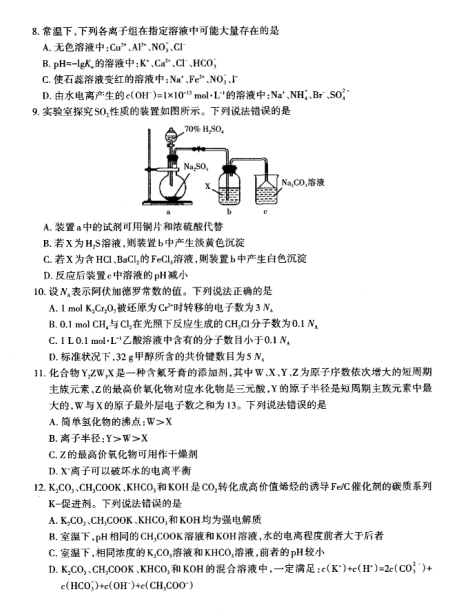 8. 常温下,下列各离子组在指定溶液中可能大量存在的是
A. 无色溶液中:Cu²⁺、Al³⁺、NO₃⁻、Cl⁻
B. pH=-lgKw的溶液中:K⁺、Ca²⁺、Cl⁻、HCO₃⁻
C. 使石蕊溶液变红的溶液中:Na⁺、Fe²⁺、NO₃⁻、I⁻
D. 由水电离产生的c(OH⁻)=1×10⁻¹³ mol·L⁻¹的溶液中:Na⁺、NH₄⁺、Br⁻、SO₄²⁻
9. 实验室探究SO₂性质的装置如图所示。下列说法错误的是
70% H₂SO₄
Na₂SO₃
X
Na₂CO₃溶液
a b c
A. 装置a中的试剂可用铜片和浓硫酸代替
B. 若X为H₂S溶液,则装置b中产生淡黄色沉淀
C. 若X为含HCl、BaCl₂的FeCl₃溶液,则装置b中产生白色沉淀
D. 反应后装置c中溶液的pH减小
10. 设Nₐ表示阿伏加德罗常数的值。下列说法正确的是
A. 1 mol K₂Cr₂O₇被还原为Cr³⁺时转移的电子数为3 Nₐ
B. 0.1 mol CH₄与Cl₂在光照下反应生成的CH₃Cl分子数为0.1 Nₐ
C. 1 L 0.1 mol·L⁻¹乙酸溶液中含有的分子数目小于0.1 Nₐ
D. 标准状况下,32 g甲醇所含的共价键数目为5 Nₐ
11. 化合物Y₂ZW₃X是一种含氟牙膏的添加剂,其中W、X、Y、Z为原子序数依次增大的短周期
主族元素,Z的最高价氧化物对应水化物是三元酸,Y的原子半径是短周期主族元素中最
大的,W与X的原子最外层电子数之和为13。下列说法错误的是
A. 简单氢化物的沸点:W>X
B. 离子半径:Y>W>X
C. Z的最高价氧化物可用作干燥剂
D. X⁻离子可以破坏水的电离平衡
12. K₂CO₃、CH₃COOK、KHCO₃和KOH是CO₂转化成高价值烯烃的诱导Fe/C催化剂的碳质系列
K-促进剂。下列说法错误的是
A. K₂CO₃、CH₃COOK、KHCO₃和KOH均为强电解质
B. 室温下,pH相同的CH₃COOK溶液和KOH溶液,水的电离程度前者大于后者
C. 室温下,相同浓度的K₂CO₃溶液和KHCO₃溶液,前者的pH较小
D. K₂CO₃、CH₃COOK、KHCO₃和KOH的混合溶液中,一定满足:c(K⁺)+c(H⁺)=2c(CO₃²⁻)+
c(HCO₃⁻)+c(OH⁻)+c(CH₃COO⁻)